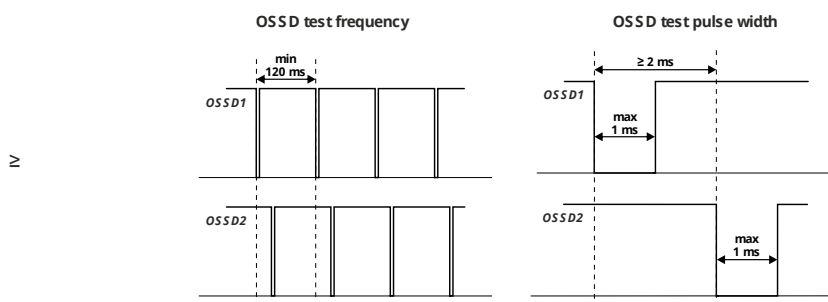 OSSD test frequency
OSSD test pulse width
min
120 ms
OSSD1
OSSD2
≥ 2 ms
OSSD1
max
1 ms
OSSD2
max
1 ms
IV